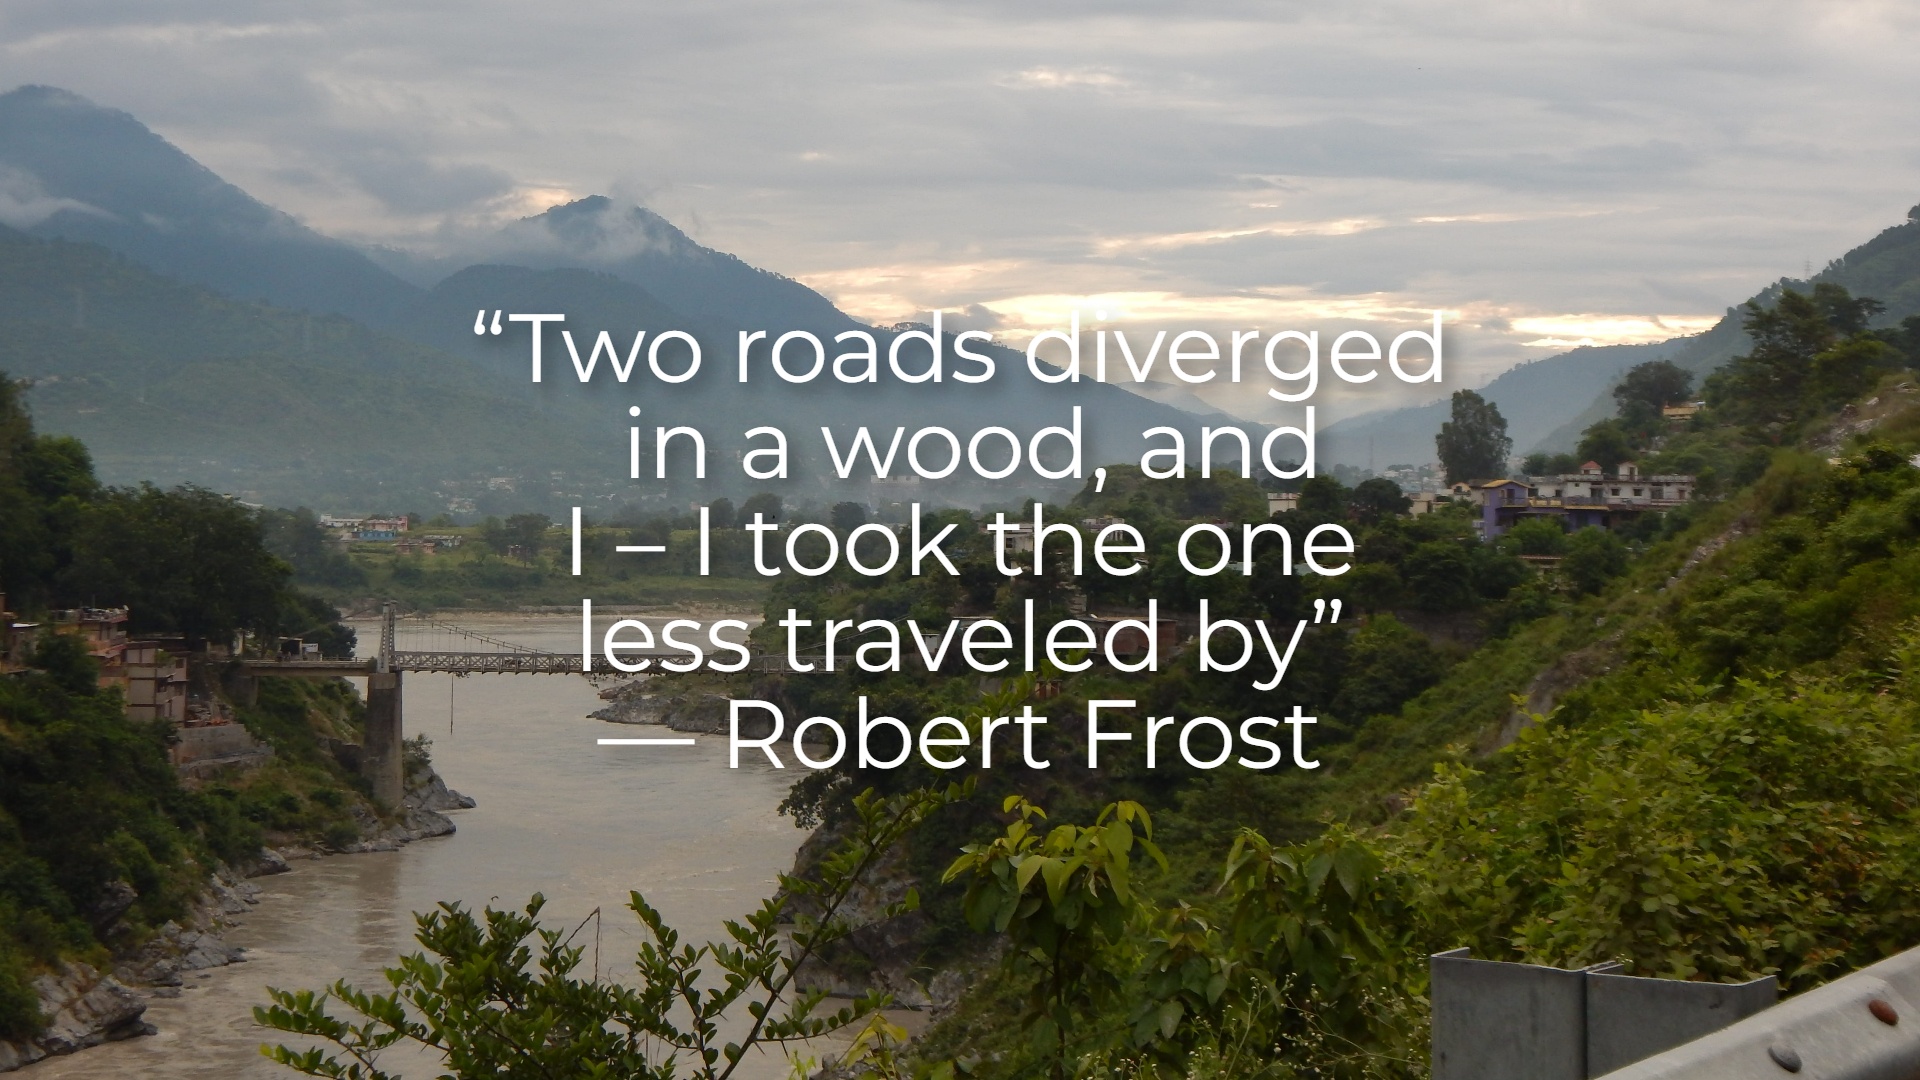 “Two roads diverged
in a wood, and
I – I took the one
less traveled by”
— Robert Frost